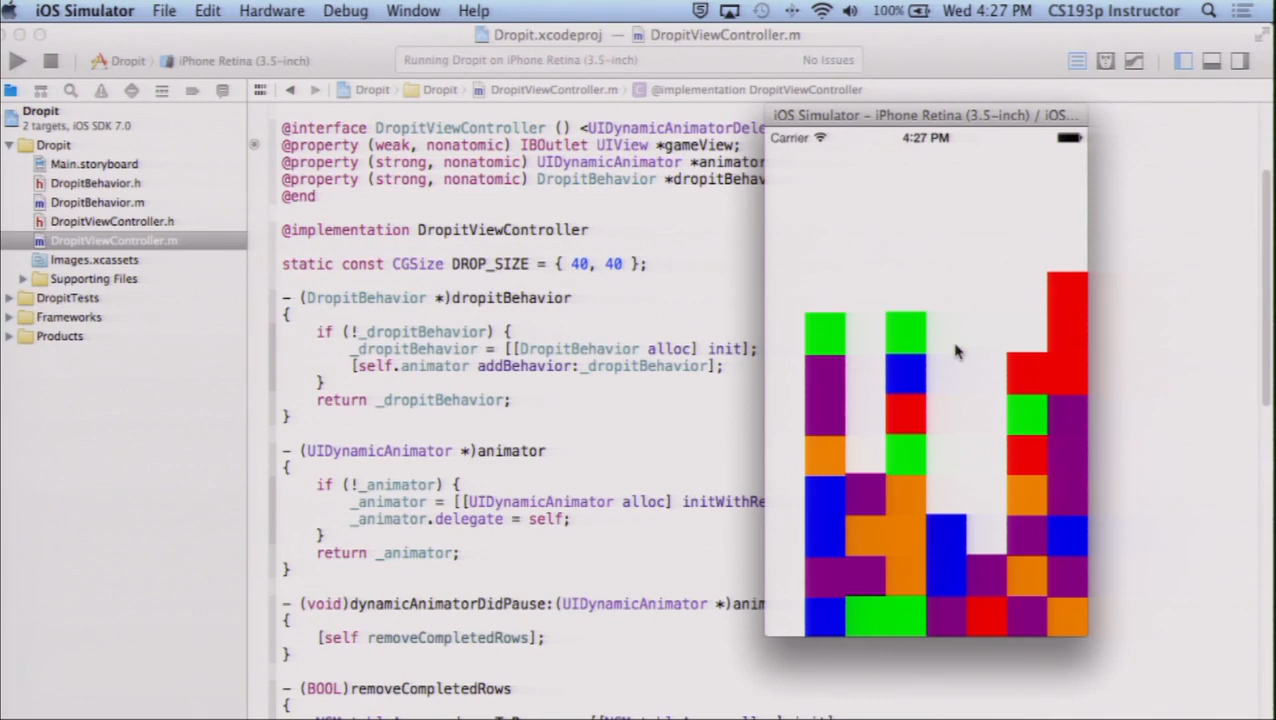 iOS Simulator File Edit Hardware Debug Window Help 100% Wed 4:27 PM CS193p Instructor
Dropit.xcodeproj — DropitViewController.m
Dropit iPhone Retina (3.5-inch) Running Dropit on iPhone Retina (3.5-inch) No Issues
Dropit Dropit DropitViewController.m @implementation DropitViewController
Dropit
2 targets, iOS SDK 7.0
Dropit
Main.storyboard
DropitBehavior.h
DropitBehavior.m
DropitViewController.h
DropitViewController.m
Images.xcassets
Supporting Files
DropitTests
Frameworks
Products
@interface DropitViewController () <UIDynamicAnimatorDele
@property (weak, nonatomic) IBOutlet UIView *gameView;
@property (strong, nonatomic) UIDynamicAnimator *animator
@property (strong, nonatomic) DropitBehavior *dropitBehav
@end
@implementation DropitViewController
static const CGSize DROP_SIZE = { 40, 40 };
- (DropitBehavior *)dropitBehavior
{
if (!_dropitBehavior) {
_dropitBehavior = [[DropitBehavior alloc] init];
[self.animator addBehavior:_dropitBehavior];
}
return _dropitBehavior;
}
- (UIDynamicAnimator *)animator
{
if (!_animator) {
_animator = [[UIDynamicAnimator alloc] initWithRe
_animator.delegate = self;
}
return _animator;
}
- (void)dynamicAnimatorDidPause:(UIDynamicAnimator *)anim
{
[self removeCompletedRows];
}
- (BOOL)removeCompletedRows
{
iOS Simulator – iPhone Retina (3.5-inch) / iOS...
Carrier 4:27 PM